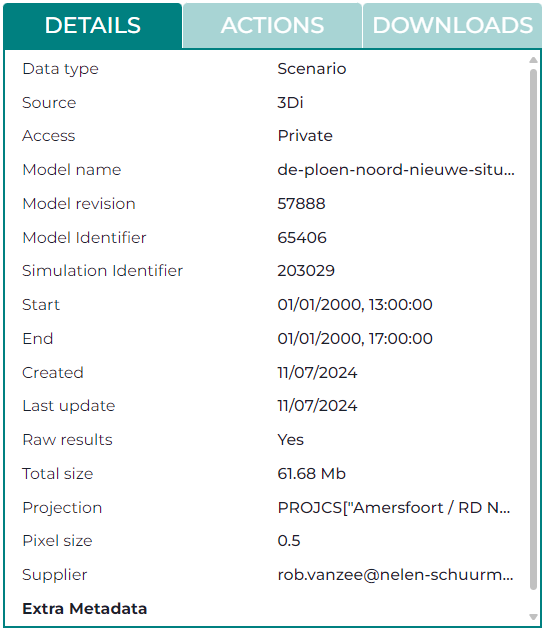 DETAILS ACTIONS DOWNLOADS
Data type Scenario
Source 3Di
Access Private
Model name de-ploen-noord-nieuwe-situ...
Model revision 57888
Model Identifier 65406
Simulation Identifier 203029
Start 01/01/2000, 13:00:00
End 01/01/2000, 17:00:00
Created 11/07/2024
Last update 11/07/2024
Raw results Yes
Total size 61.68 Mb
Projection PROJCS["Amersfoort / RD N...
Pixel size 0.5
Supplier rob.vanzee@nelen-schuurm...
Extra Metadata